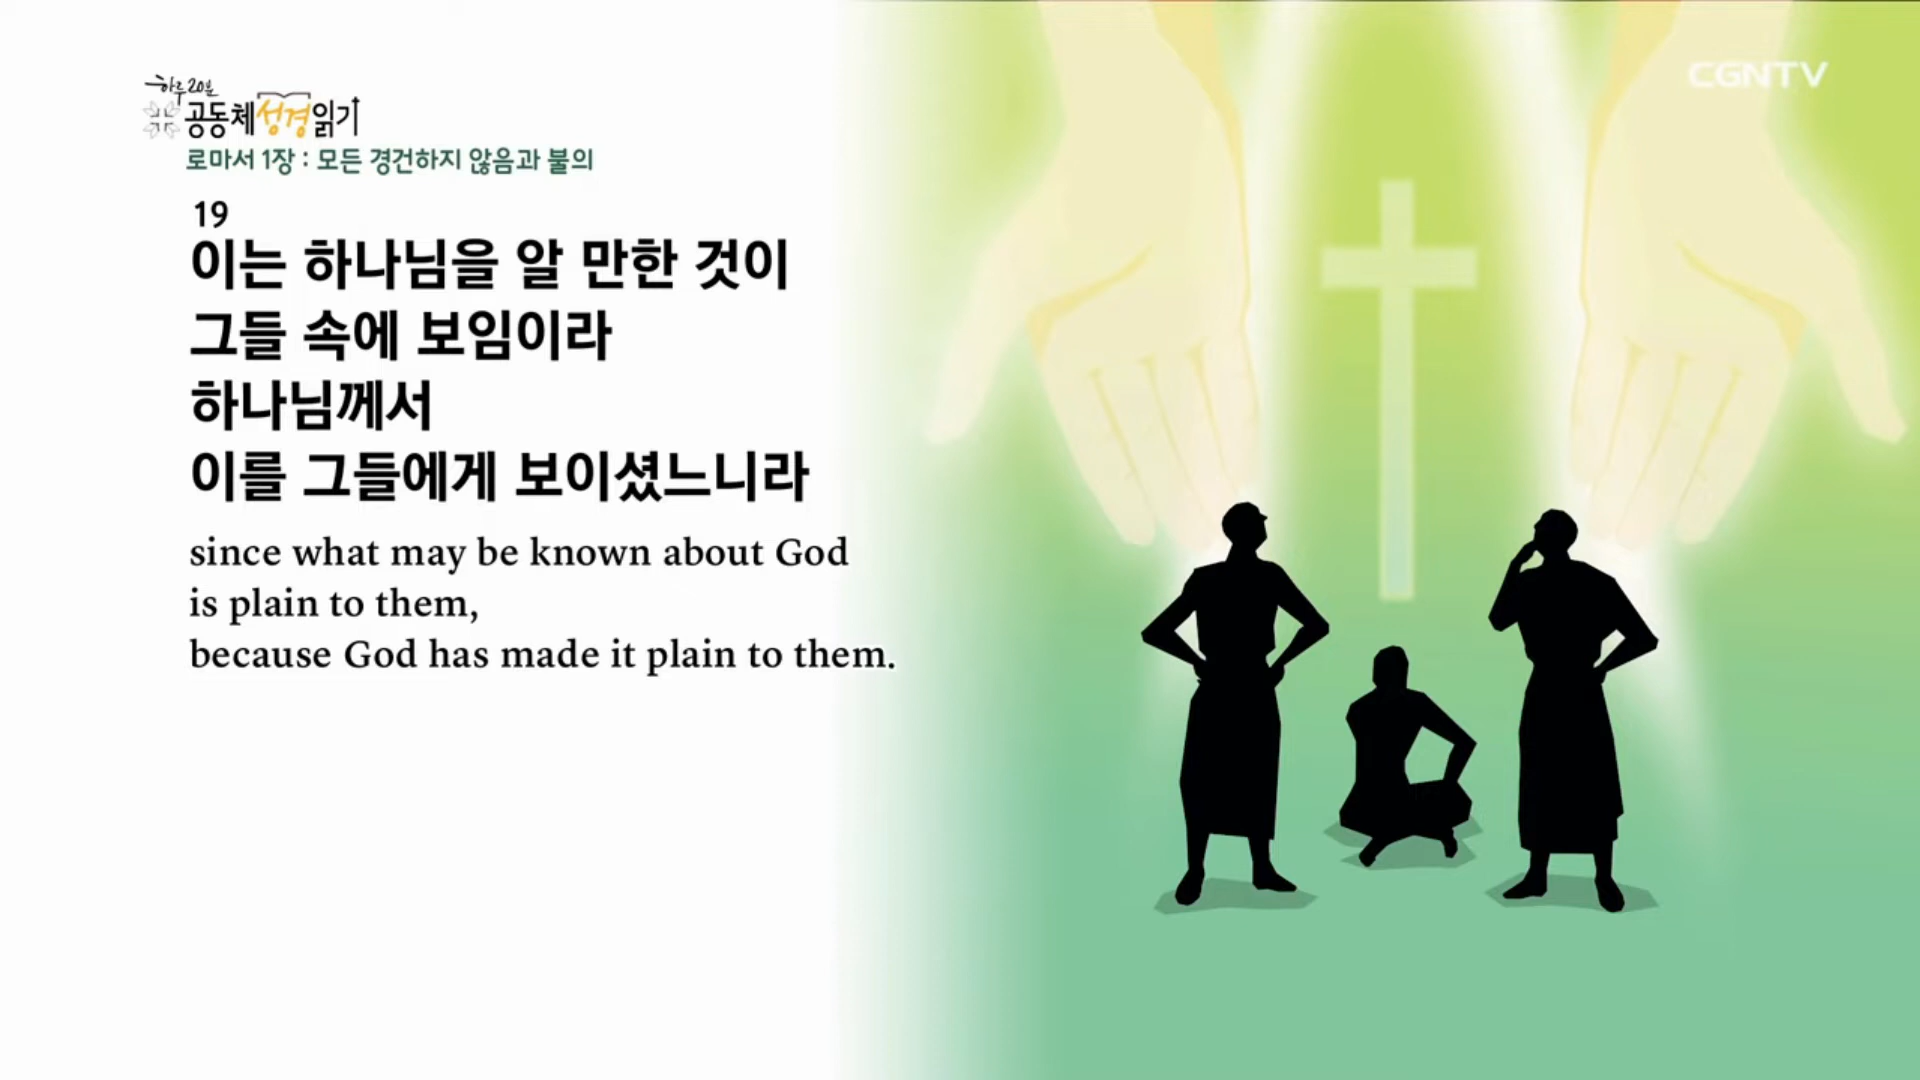 하루 20분
공동체성경읽기
CGNTV
로마서 1장 : 모든 경건하지 않음과 불의
19
이는 하나님을 알 만한 것이
그들 속에 보임이라
하나님께서
이를 그들에게 보이셨느니라
since what may be known about God
is plain to them,
because God has made it plain to them.